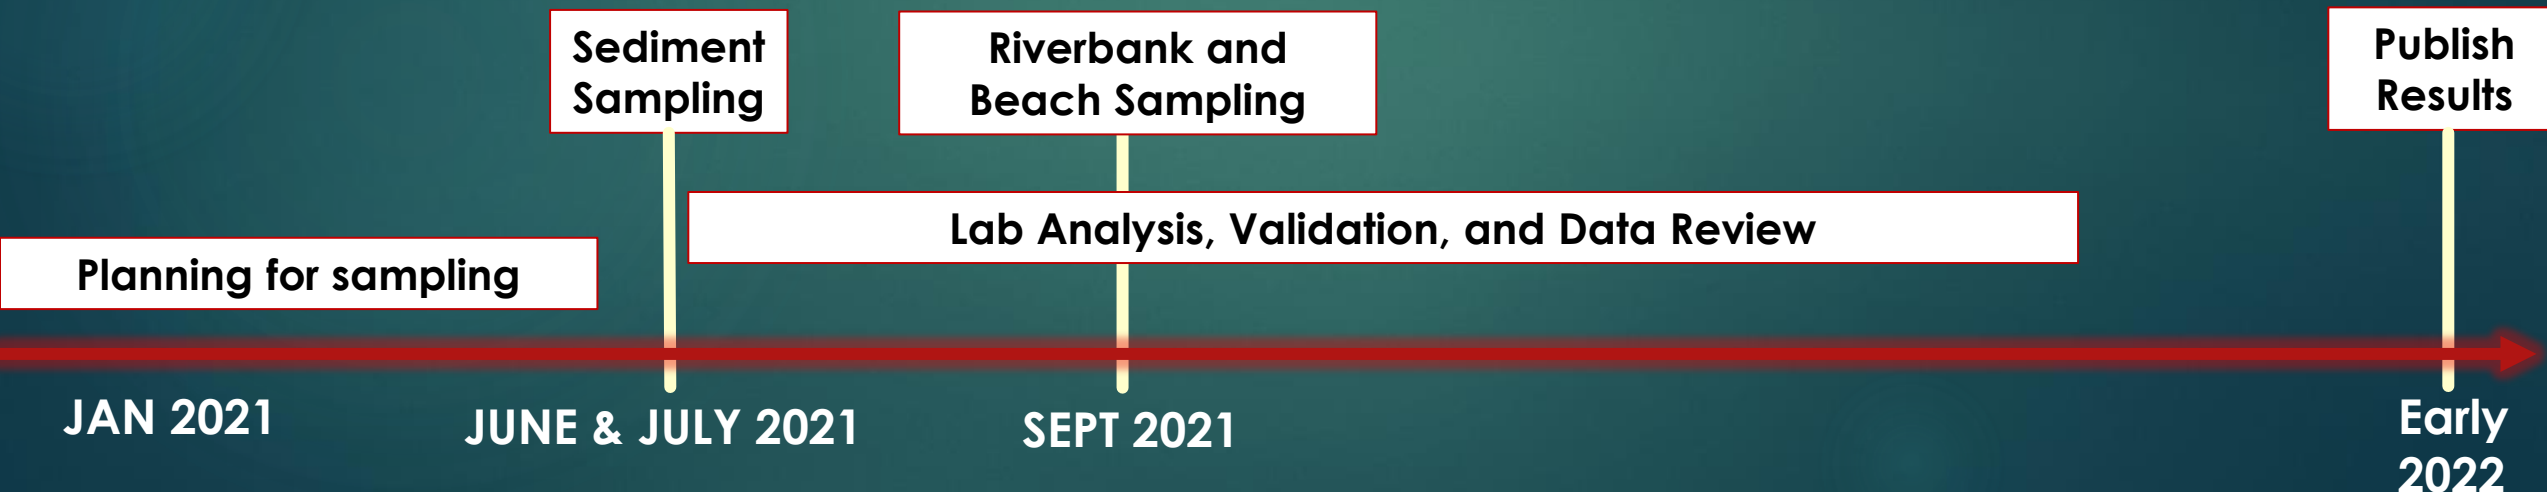 Sediment
Sampling
Riverbank and
Beach Sampling
Publish
Results
Lab Analysis, Validation, and Data Review
Planning for sampling
JAN 2021
JUNE & JULY 2021
SEPT 2021
Early
2022